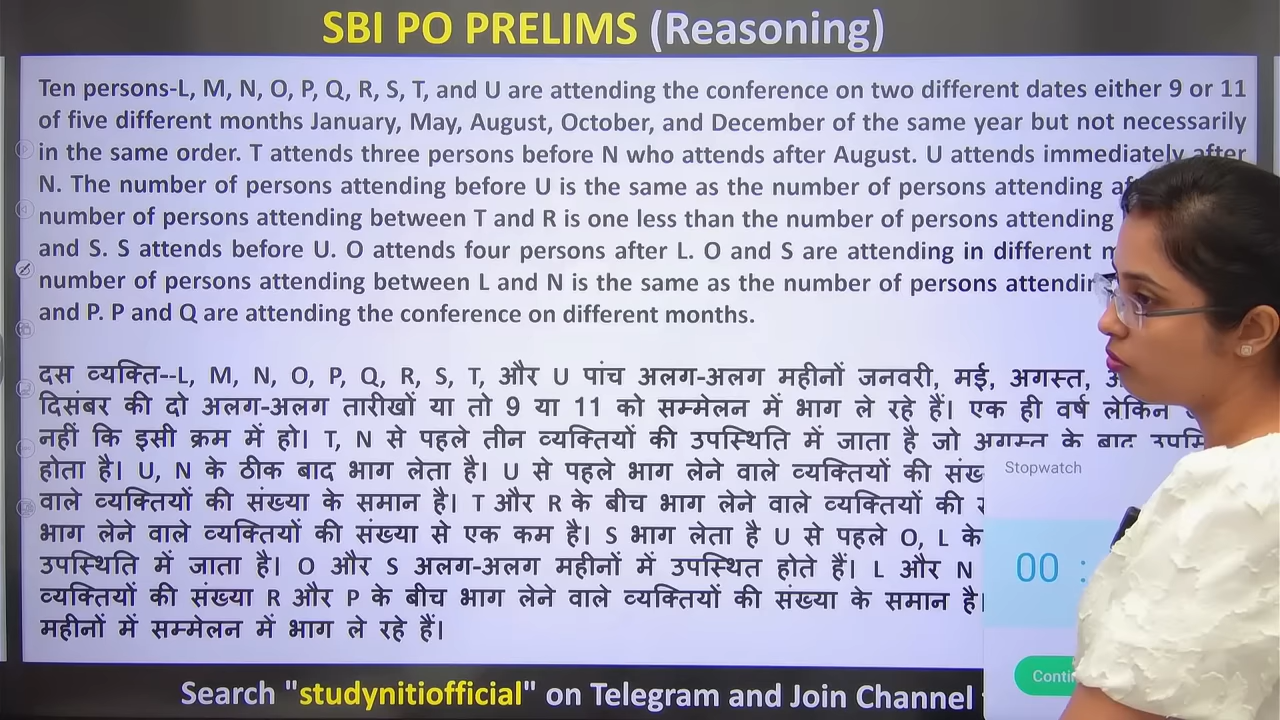 SBI PO PRELIMS (Reasoning)
Ten persons-L, M, N, O, P, Q, R, S, T, and U are attending the conference on two different dates either 9 or 11
of five different months January, May, August, October, and December of the same year but not necessarily
in the same order. T attends three persons before N who attends after August. U attends immediately after
N. The number of persons attending before U is the same as the number of persons attending
number of persons attending between T and R is one less than the number of persons attending
and S. S attends before U. O attends four persons after L. O and S are attending in different
number of persons attending between L and N is the same as the number of persons
and P. P and Q are attending the conference on different months.
दस व्यक्ति--L, M, N, O, P, Q, R, S, T, और U पांच अलग-अलग महीनों जनवरी, मई, अगस्त,
दिसंबर की दो अलग-अलग तारीखों या तो 9 या 11 को सम्मेलन में भाग ले रहे हैं। एक ही वर्ष लेकिन
नहीं कि इसी क्रम में हो। T, N से पहले तीन व्यक्तियों की उपस्थिति में जाता है जो अगस्त के बाद
होता है। U, N के ठीक बाद भाग लेता है। U से पहले भाग लेने वाले व्यक्तियों की
वाले व्यक्तियों की संख्या के समान है। T और R के बीच भाग लेने वाले व्यक्तियों की
भाग लेने वाले व्यक्तियों की संख्या से एक कम है। S भाग लेता है U से पहले O, L के
उपस्थिति में जाता है। O और S अलग-अलग महीनों में उपस्थित होते हैं। L और N
व्यक्तियों की संख्या R और P के बीच भाग लेने वाले व्यक्तियों की संख्या के समान है।
महीनों में सम्मेलन में भाग ले रहे हैं।
Stopwatch
00 :
Search "studynitiofficial" on Telegram and Join Channel